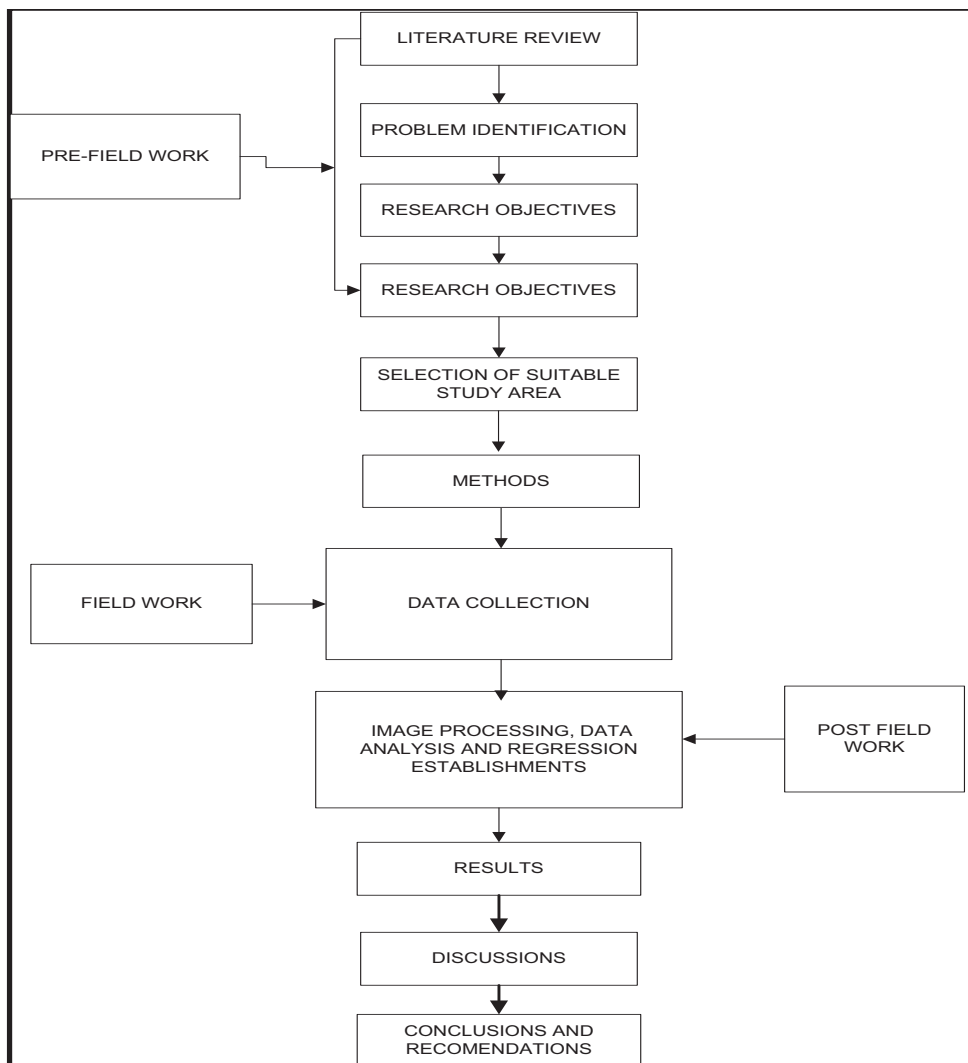 LITERATURE REVIEW
PROBLEM IDENTIFICATION
PRE-FIELD WORK
RESEARCH OBJECTIVES
RESEARCH OBJECTIVES
SELECTION OF SUITABLE
STUDY AREA
METHODS
FIELD WORK
DATA COLLECTION
IMAGE PROCESSING, DATA
ANALYSIS AND REGRESSION
ESTABLISHMENTS
POST FIELD
WORK
RESULTS
DISCUSSIONS
CONCLUSIONS AND
RECOMENDATIONS